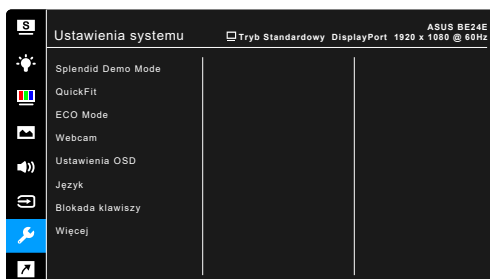 S
ASUS BE24E
Ustawienia systemu
Tryb Standardowy DisplayPort 1920 x 1080 @ 60Hz
Splendid Demo Mode
QuickFit
ECO Mode
Webcam
Ustawienia OSD
Język
Blokada klawiszy
Więcej